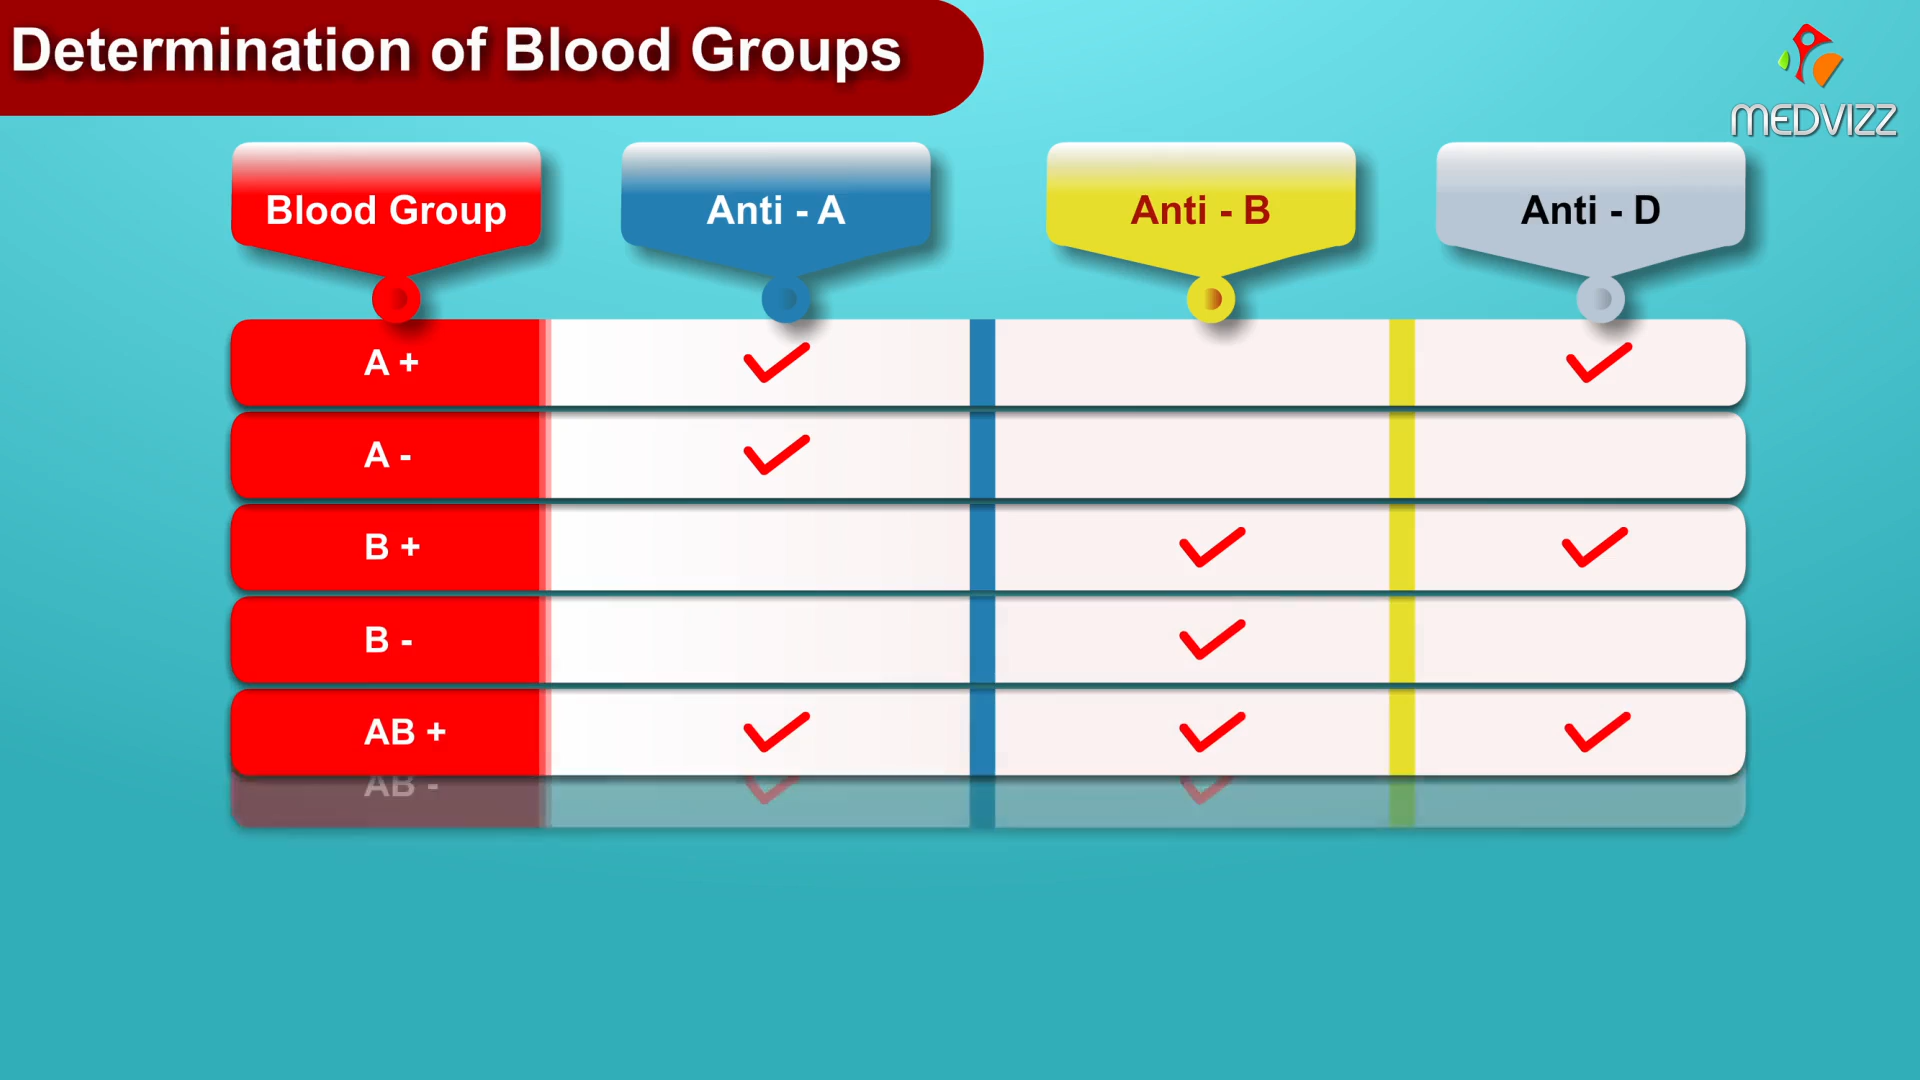 Determination of Blood Groups
MEDVIZZ
Blood Group Anti - A Anti - B Anti - D
A +
A -
B +
B -
AB +
AB -